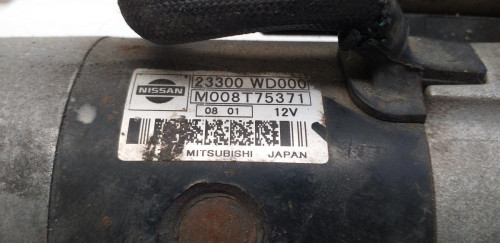 NISSAN
23300 WD000
M008T75371
08 01 12V
MITSUBISHI JAPAN